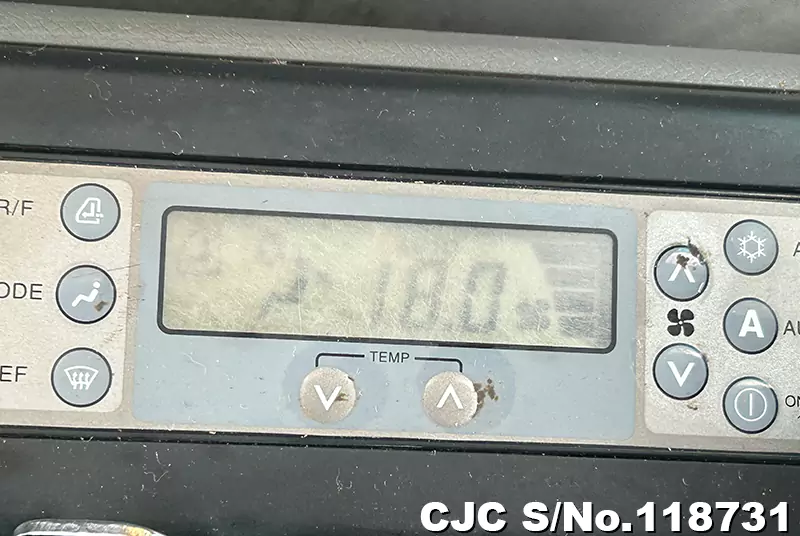 R/F
ODE
EF
18.0
TEMP
A
A
AU
ON
CJC S/No.118731